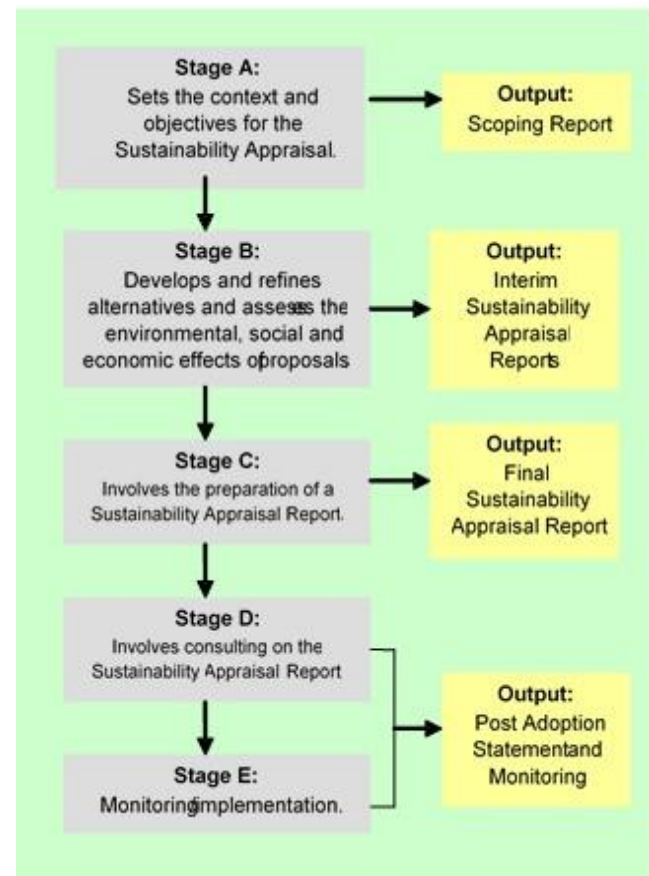 Stage A:
Sets the context and
objectives for the
Sustainability Appraisal.
Output:
Scoping Report
Stage B:
Develops and refines
alternatives and assesses the
environmental, social and
economic effects of proposals
Output:
Interim
Sustainability
Appraisal
Reports
Stage C:
Involves the preparation of a
Sustainability Appraisal Report.
Output:
Final
Sustainability
Appraisal Report
Stage D:
Involves consulting on the
Sustainability Appraisal Report
Stage E:
Monitoring implementation.
Output:
Post Adoption
Statement and
Monitoring